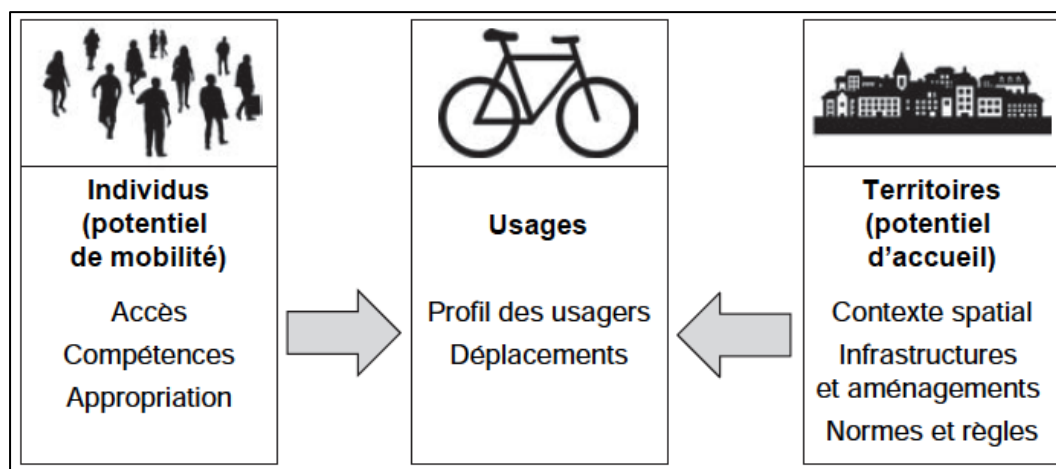 Individus
(potentiel
de mobilité)
Accès
Compétences
Appropriation
Usages
Profil des usagers
Déplacements
Territoires
(potentiel
d'accueil)
Contexte spatial
Infrastructures
et aménagements
Normes et règles